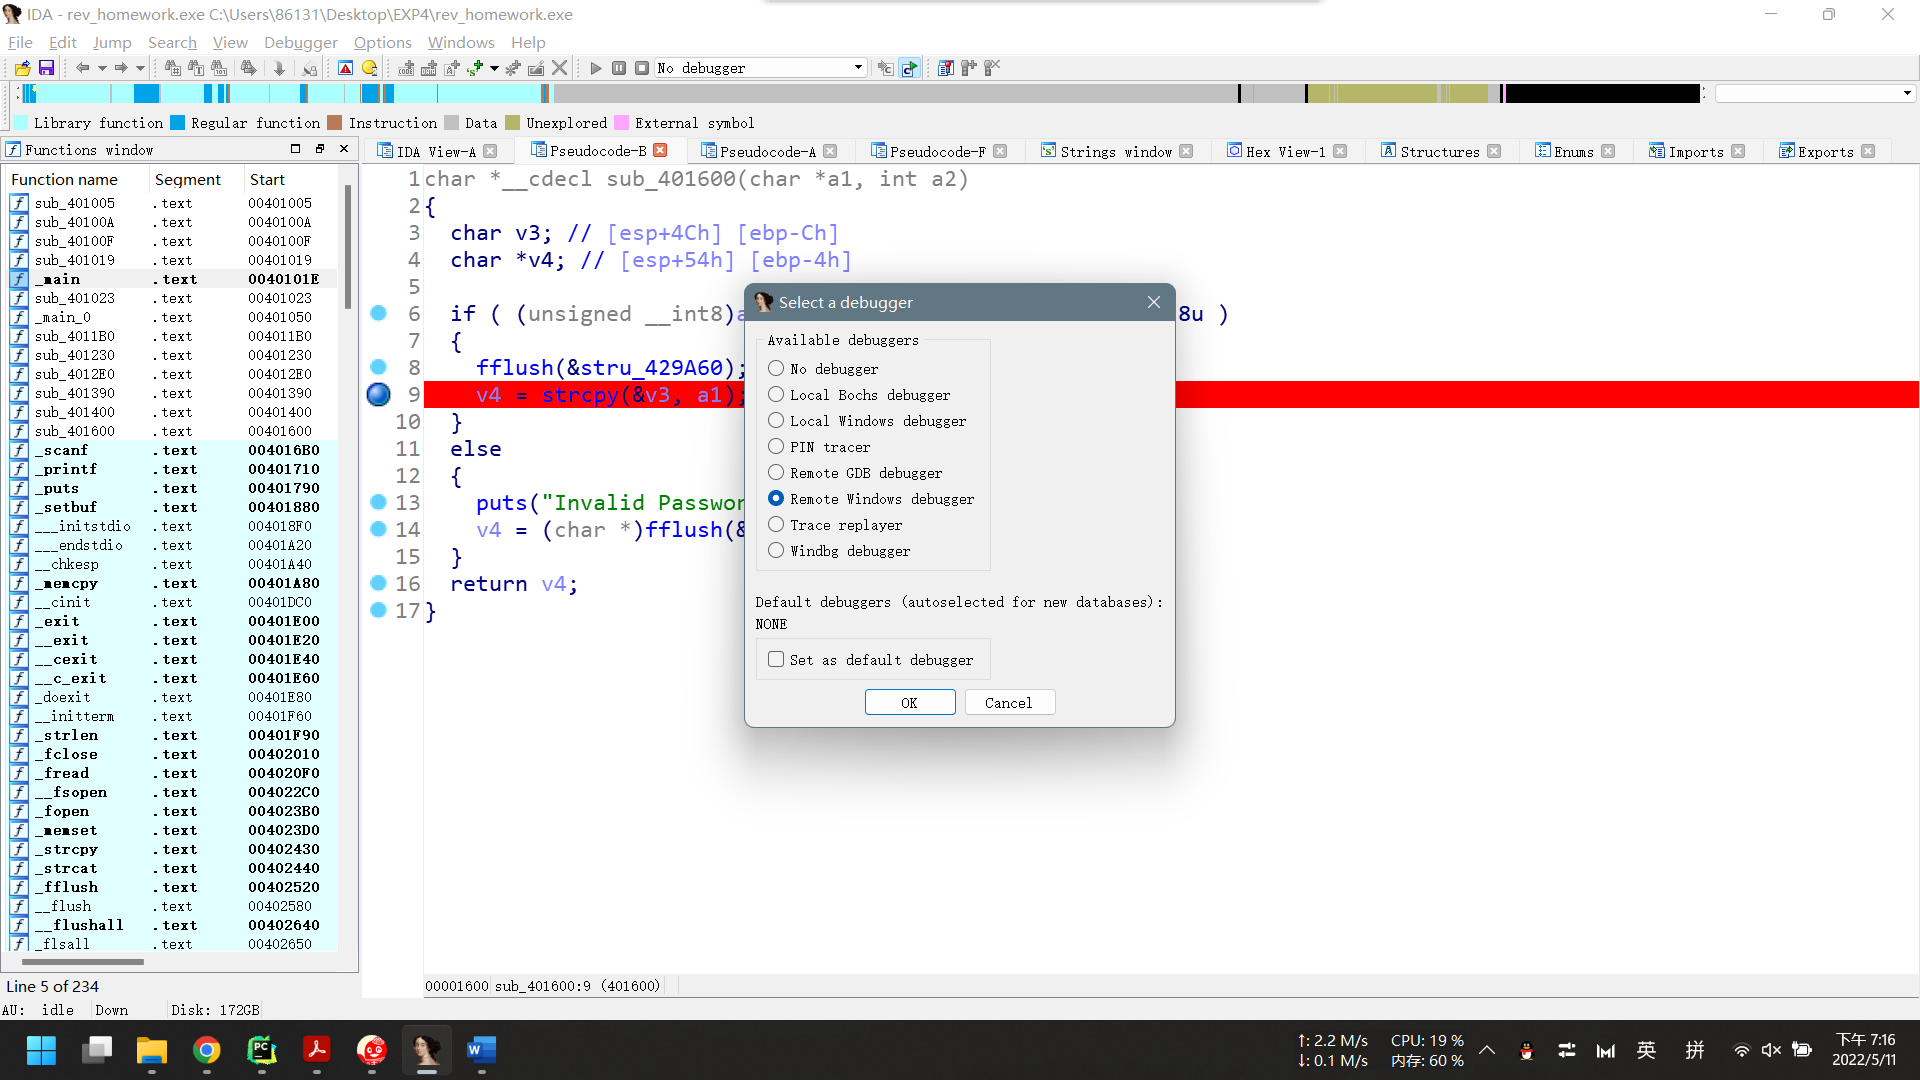 IDA - rev_homework.exe C:\Users\86131\Desktop\EXP4\rev_homework.exe
File Edit Jump Search View Debugger Options Windows Help
No debugger
Library function Regular function Instruction Data Unexplored External symbol
Functions window
IDA View-A Pseudocode-B Pseudocode-A Pseudocode-F Strings window Hex View-1 Structures Enums Imports Exports
Function name Segment Start
sub_401005 .text 00401005
sub_40100A .text 0040100A
sub_40100F .text 0040100F
sub_401019 .text 00401019
_main .text 0040101E
sub_401023 .text 00401023
_main_0 .text 00401050
sub_4011B0 .text 004011B0
sub_401230 .text 00401230
sub_4012E0 .text 004012E0
sub_401390 .text 00401390
sub_401400 .text 00401400
sub_401600 .text 00401600
_scanf .text 004016B0
_printf .text 00401710
_puts .text 00401790
_setbuf .text 00401880
___initstdio .text 004018F0
___endstdio .text 00401A20
__chkesp .text 00401A40
_memcpy .text 00401A80
__cinit .text 00401DC0
_exit .text 00401E00
__exit .text 00401E20
__cexit .text 00401E40
__c_exit .text 00401E60
_doexit .text 00401E80
__initterm .text 00401F60
_strlen .text 00401F90
_fclose .text 00402010
_fread .text 004020F0
__fsopen .text 004022C0
_fopen .text 004023B0
_memset .text 004023D0
_strcpy .text 00402430
_strcat .text 00402440
_fflush .text 00402520
__flush .text 00402580
__flushall .text 00402640
_flsall .text 00402650
Line 5 of 234
1 char *__cdecl sub_401600(char *a1, int a2)
2 {
3 char v3; // [esp+4Ch] [ebp-Ch]
4 char *v4; // [esp+54h] [ebp-4h]
5
6 if ( (unsigned __int8)a 8u )
7 {
8 fflush(&stru_429A60);
9 v4 = strcpy(&v3, a1);
10 }
11 else
12 {
13 puts("Invalid Passwor
14 v4 = (char *)fflush(&
15 }
16 return v4;
17 }
Select a debugger
Available debuggers
No debugger
Local Bochs debugger
Local Windows debugger
PIN tracer
Remote GDB debugger
Remote Windows debugger
Trace replayer
Windbg debugger
Default debuggers (autoselected for new databases):
NONE
Set as default debugger
OK Cancel
00001600 sub_401600:9 (401600)
AU: idle Down Disk: 172GB
↑: 2.2 M/s CPU: 19 %
↓: 0.1 M/s 内存: 60 %
英 拼
下午 7:16
2022/5/11